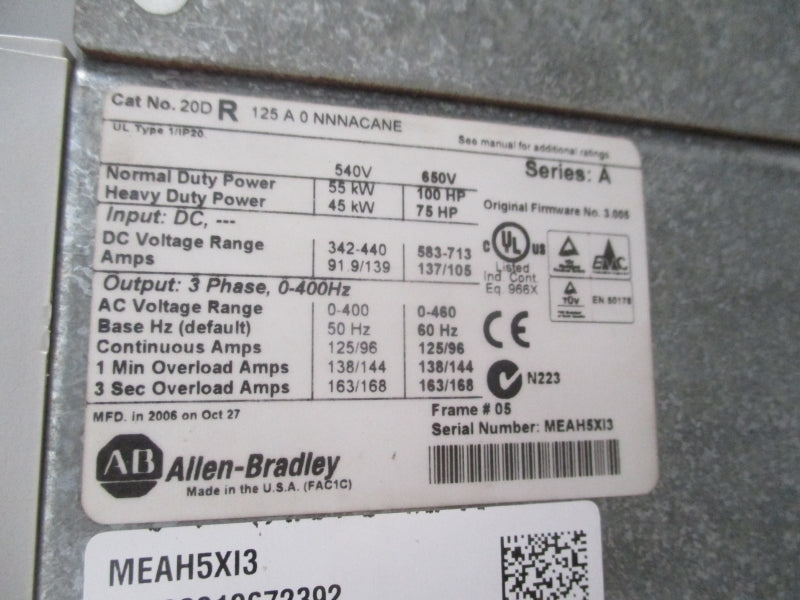 Cat No. 20D R 125 A 0 NNNACANE
UL Type 1/IP20.
See manual for additional ratings
Series: A
540V 650V
Normal Duty Power 55 kW 100 HP
Heavy Duty Power 45 kW 75 HP
Original Firmware No. 3.005
Input: DC, ---
DC Voltage Range 342-440 583-713
Amps 91.9/139 137/105
C UL US
Listed
Ind Cont
Eq 966X
EMC
TÜV
EN 50178
Output: 3 Phase, 0-400Hz
AC Voltage Range 0-400 0-460
Base Hz (default) 50 Hz 60 Hz
Continuous Amps 125/96 125/96
1 Min Overload Amps 138/144 138/144
3 Sec Overload Amps 163/168 163/168
CE
N223
MFD. in 2006 on Oct 27
Frame # 05
Serial Number: MEAH5XI3
AB Allen-Bradley
Made in the U.S.A. (FAC1C)
MEAH5XI3